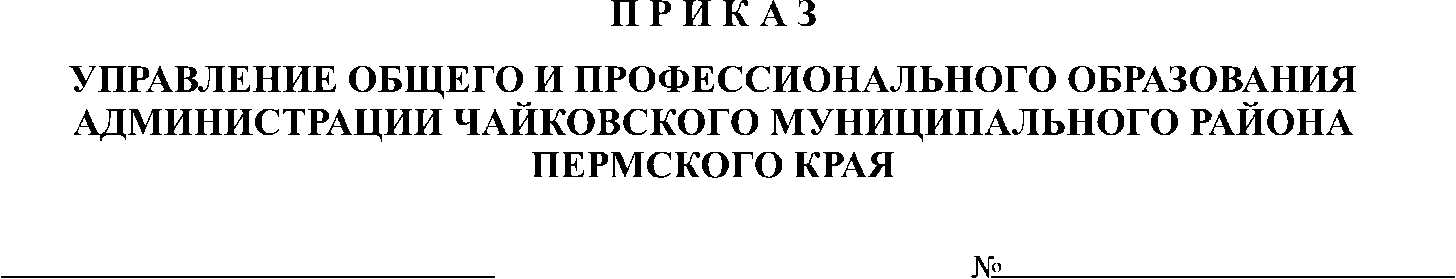 П Р И К А З
УПРАВЛЕНИЕ ОБЩЕГО И ПРОФЕССИОНАЛЬНОГО ОБРАЗОВАНИЯ
АДМИНИСТРАЦИИ ЧАЙКОВСКОГО МУНИЦИПАЛЬНОГО РАЙОНА
ПЕРМСКОГО КРАЯ
№